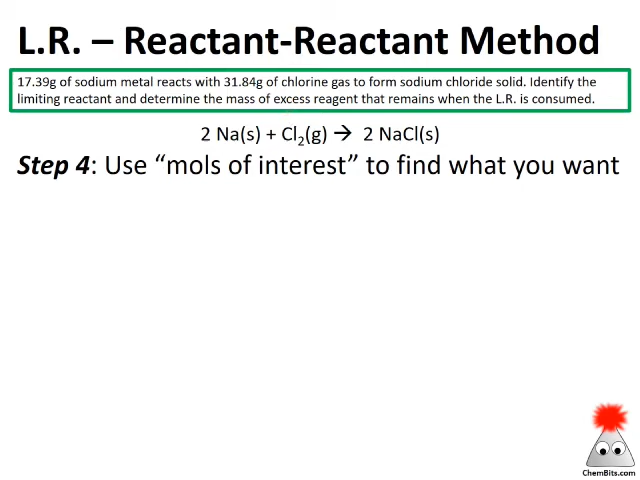 L.R. – Reactant-Reactant Method
17.39g of sodium metal reacts with 31.84g of chlorine gas to form sodium chloride solid. Identify the
limiting reactant and determine the mass of excess reagent that remains when the L.R. is consumed.
2 Na(s) + Cl₂(g) → 2 NaCl(s)
Step 4: Use “mols of interest” to find what you want
ChemBits.com